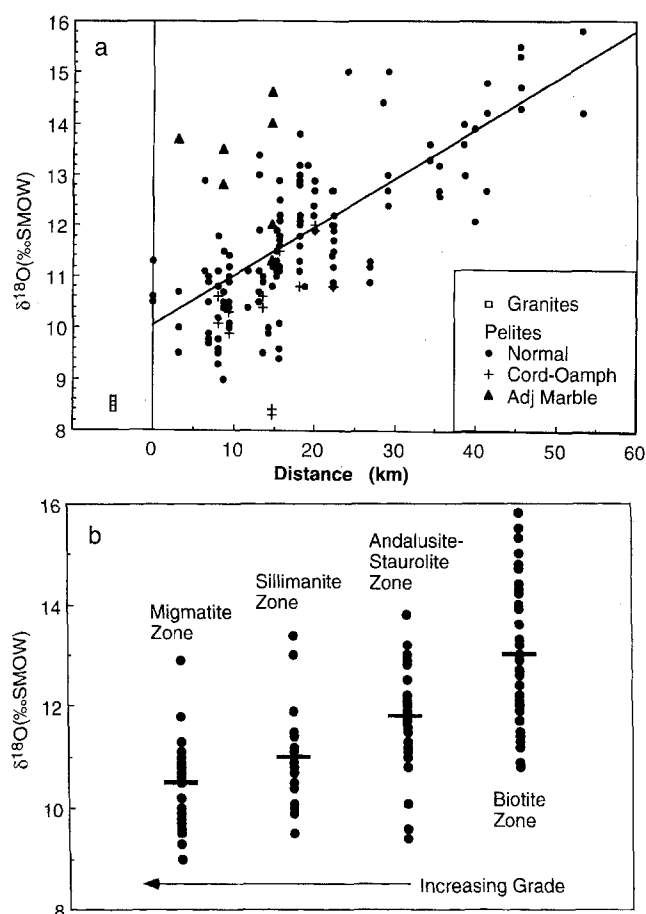 a
16
15
14
13
12
11
10
9
8
δ18O(‰SMOW)
□ Granites
Pelites
● Normal
+ Cord-Oamph
▲ Adj Marble
0 10 20 30 40 50 60
Distance (km)
b
16
14
12
10
8
δ18O(‰SMOW)
Migmatite
Zone
Sillimanite
Zone
Andalusite-
Staurolite
Zone
Biotite
Zone
Increasing Grade